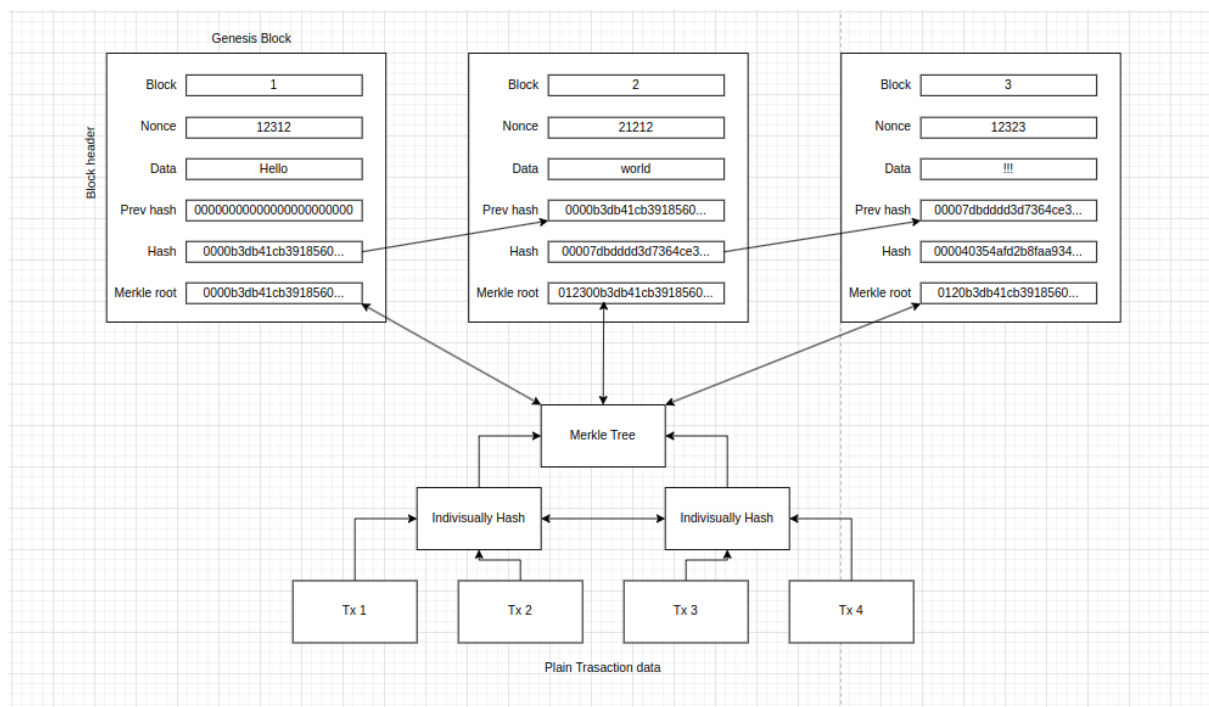 Genesis Block
Block header
Block 1
Nonce 12312
Data Hello
Prev hash 00000000000000000000000
Hash 0000b3db41cb3918560...
Merkle root 0000b3db41cb3918560...
Block 2
Nonce 21212
Data world
Prev hash 0000b3db41cb3918560...
Hash 00007dbdddd3d7364ce3...
Merkle root 012300b3db41cb3918560...
Block 3
Nonce 12323
Data !!!
Prev hash 00007dbdddd3d7364ce3...
Hash 000040354afd2b8faa934...
Merkle root 0120b3db41cb3918560...
Merkle Tree
Indivisually Hash
Indivisually Hash
Tx 1
Tx 2
Tx 3
Tx 4
Plain Trasaction data